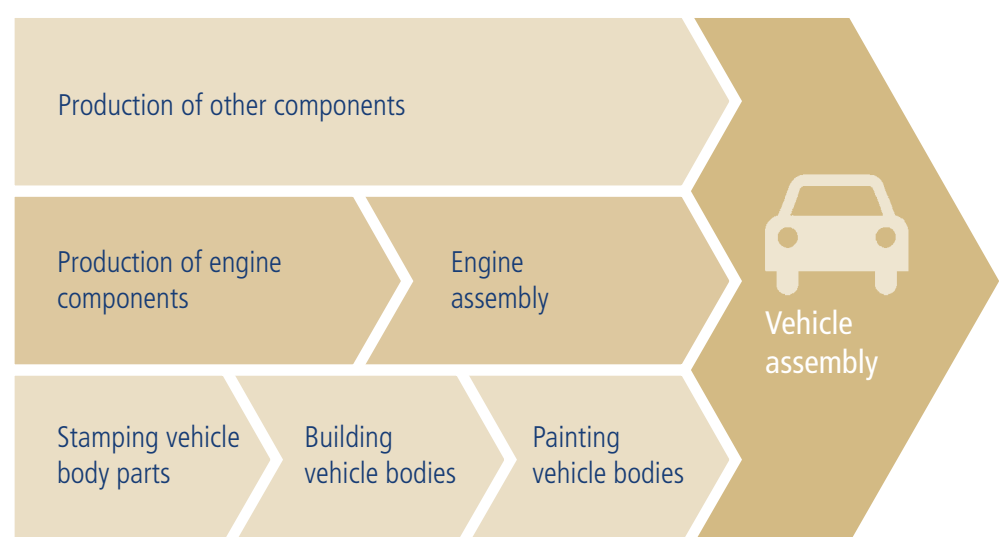 Production of other components
Production of engine
components
Engine
assembly
Vehicle
assembly
Stamping vehicle
body parts
Building
vehicle bodies
Painting
vehicle bodies